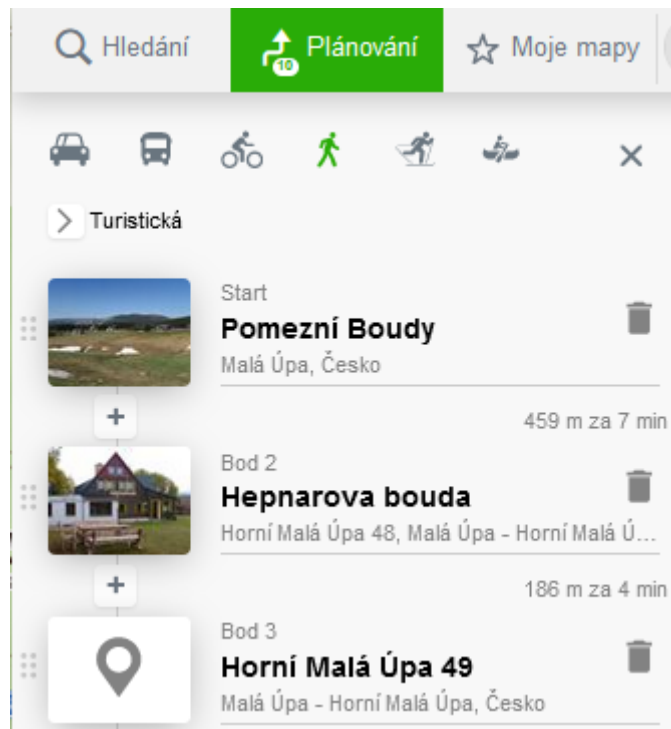 Hledání
Plánování
10
Moje mapy
Turistická
Start
Pomezní Boudy
Malá Úpa, Česko
459 m za 7 min
Bod 2
Hepnarova bouda
Horní Malá Úpa 48, Malá Úpa - Horní Malá Ú...
186 m za 4 min
Bod 3
Horní Malá Úpa 49
Malá Úpa - Horní Malá Úpa, Česko